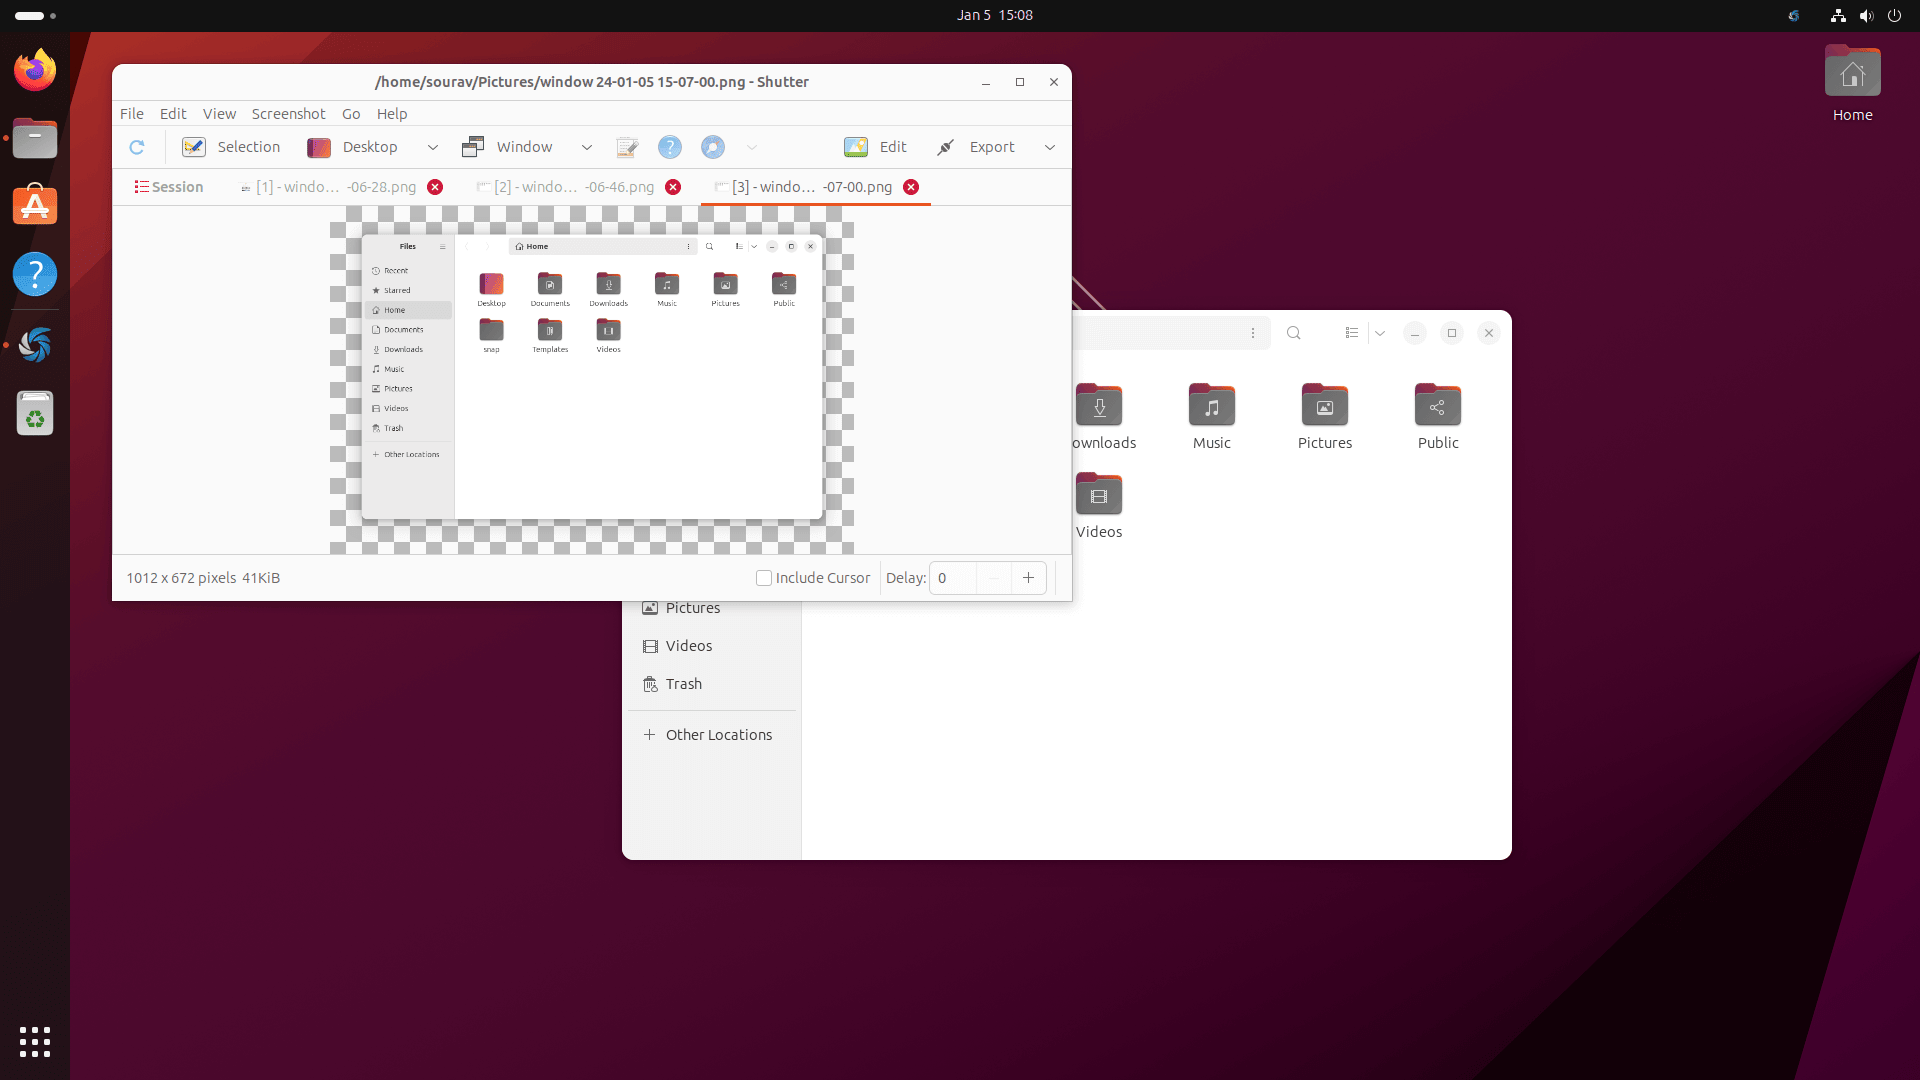 Jan 5 15:08
Home
/home/sourav/Pictures/window 24-01-05 15-07-00.png - Shutter
File Edit View Screenshot Go Help
Selection Desktop Window Edit Export
Session [1] - windo... -06-28.png [2] - windo... -06-46.png [3] - windo... -07-00.png
Files Home
Recent
Starred
Home
Documents
Downloads
Music
Pictures
Videos
Trash
Other Locations
Desktop Documents Downloads Music Pictures Public
snap Templates Videos
1012 x 672 pixels 41KiB Include Cursor Delay: 0
ownloads Music Pictures Public
Videos
Pictures
Videos
Trash
Other Locations